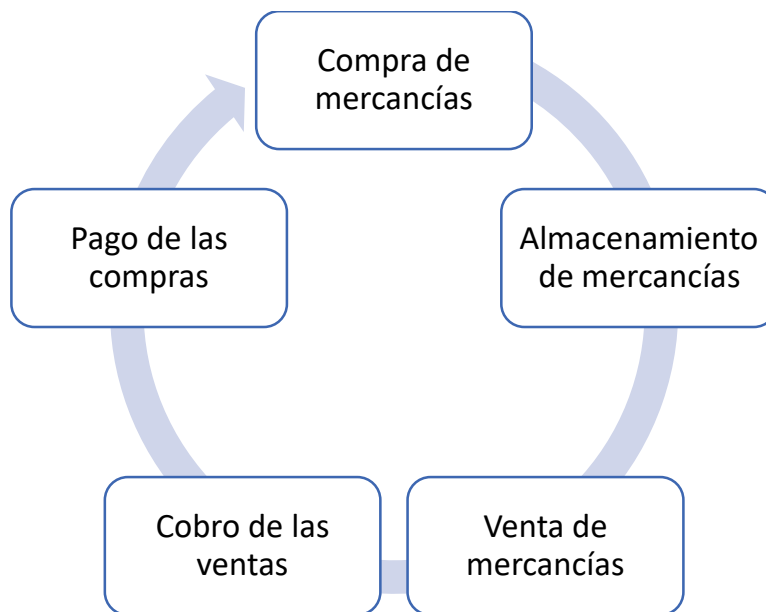 Compra de
mercancías
Almacenamiento
de mercancías
Venta de
mercancías
Cobro de las
ventas
Pago de las
compras